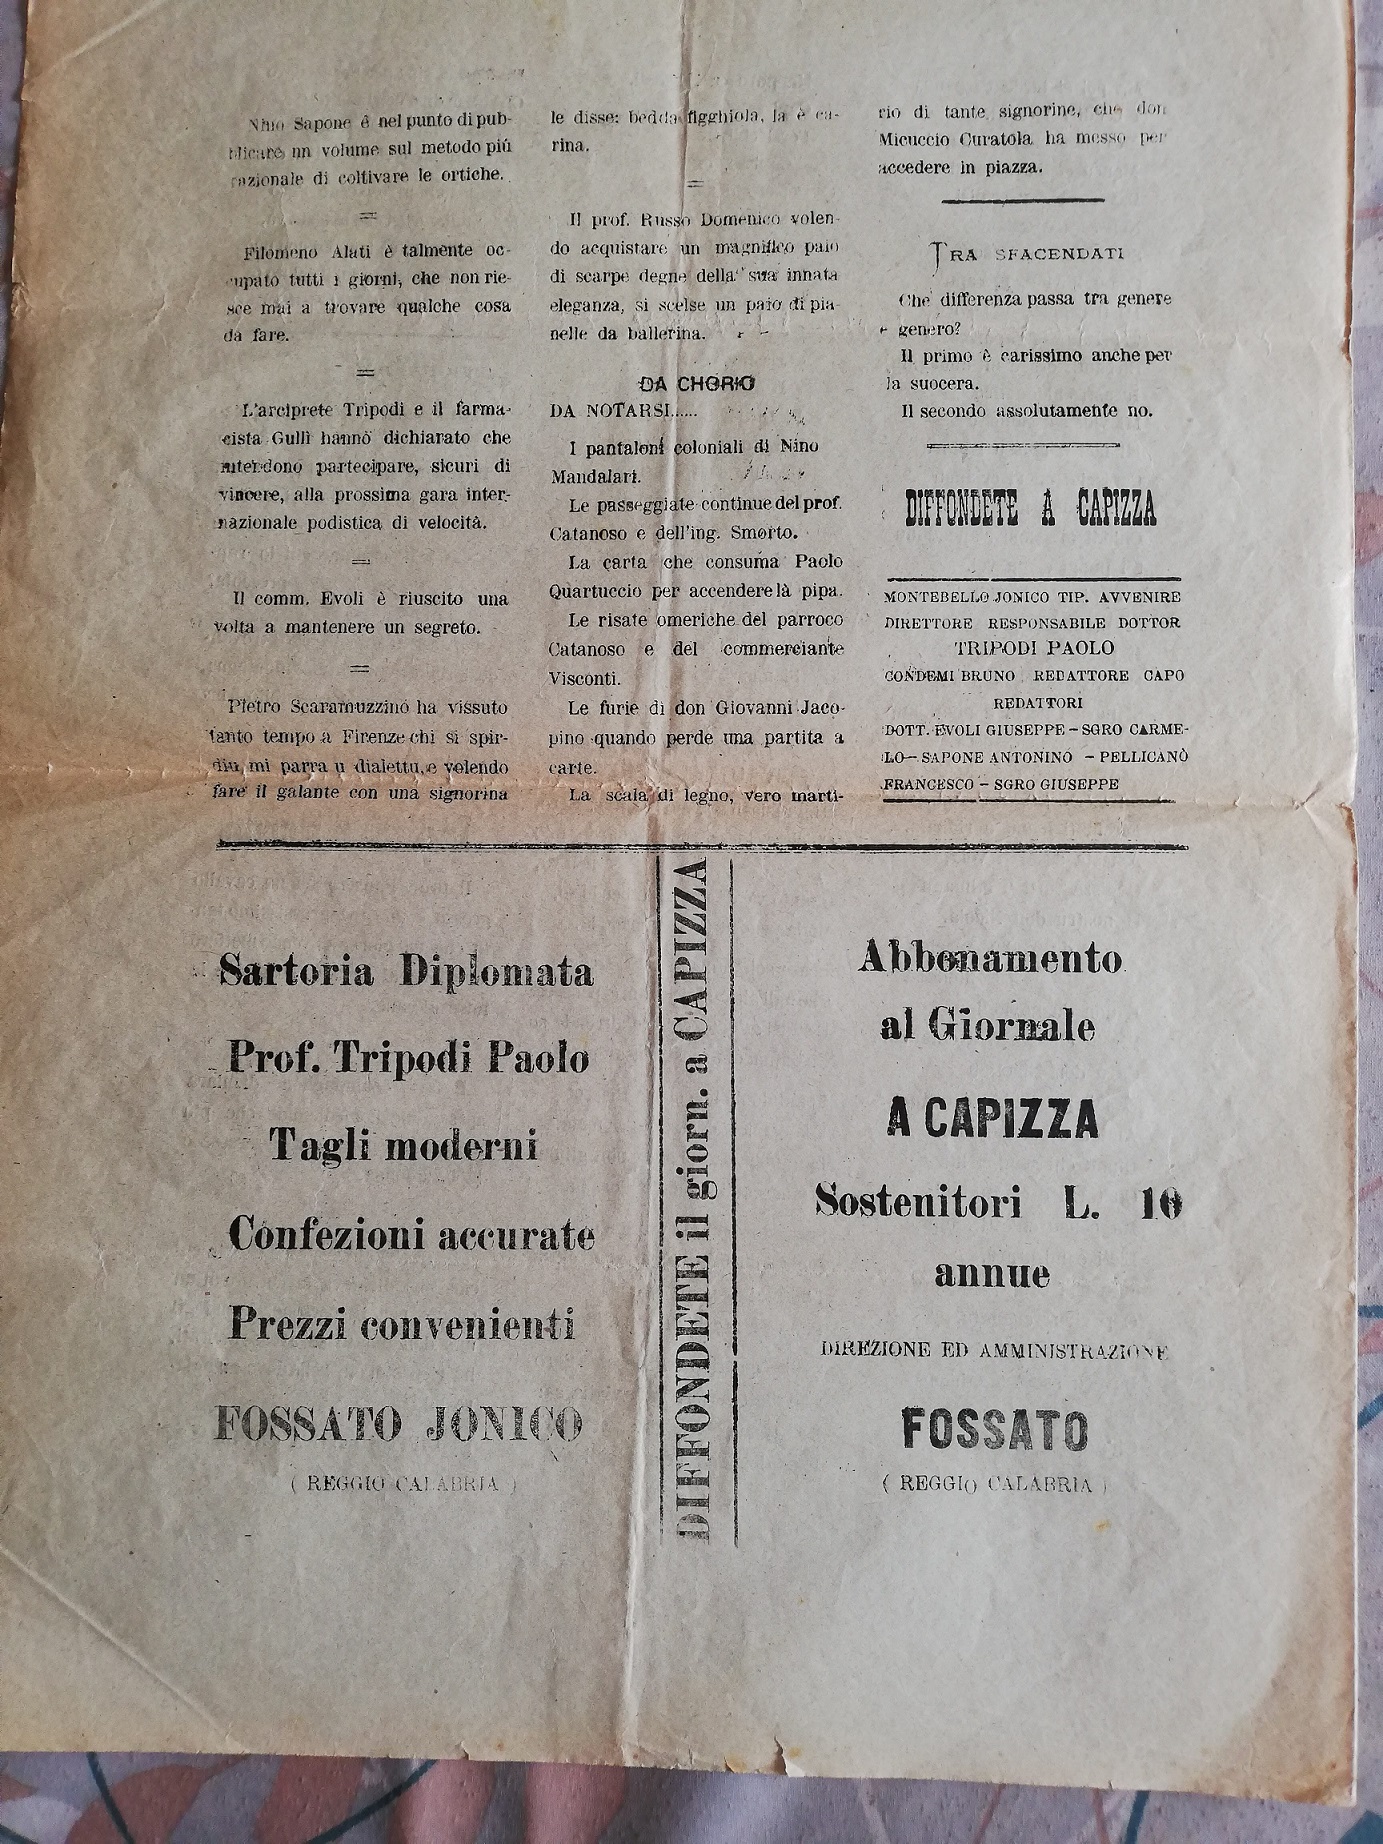 Nino Sapone è nel punto di pub-
blicare un volume sul metodo più
razionale di coltivare le ortiche.
=
Filomeno Alati è talmente oc-
cupato tutti i giorni, che non rie-
sce mai a trovare qualche cosa
da fare.
=
L'arciprete Tripodi e il farma-
cista Gullì hanno dichiarato che
intendono partecipare, sicuri di
vincere, alla prossima gara inter-
nazionale podistica di velocità.
=
Il comm. Evoli è riuscito una
volta a mantenere un segreto.
=
Pietro Scaramuzzino ha vissuto
tanto tempo a Firenze chi si spir-
diu, mi parra u dialettu, e volendo
fare il galante con una signorina
le disse: bedda figghiola, la è ca-
rina.
=
Il prof. Russo Domenico volen-
do acquistare un magnifico paio
di scarpe degne della sua innata
eleganza, si scelse un paio di pia-
nelle da ballerina.
DA CHORIO
DA NOTARSI.....
I pantaloni coloniali di Nino
Mandalari.
Le passeggiate continue del prof.
Catanoso e dell'ing. Smorto.
La carta che consuma Paolo
Quartuccio per accendere là pipa.
Le risate omeriche del parroco
Catanoso e del commerciante
Visconti.
Le furie di don Giovanni Jaco-
pino quando perde una partita a
carte.
La scala di legno, vero marti-
rio di tante signorine, che don
Micuccio Curatola ha messo per
accedere in piazza.
TRA SFACENDATI
Che differenza passa tra genere
e genero?
Il primo è carissimo anche per
la suocera.
Il secondo assolutamente no.
DIFFONDETE A CAPIZZA
MONTEBELLO JONICO TIP. AVVENIRE
DIRETTORE RESPONSABILE DOTTOR
TRIPODI PAOLO
CONDEMI BRUNO REDATTORE CAPO
REDATTORI
DOTT. EVOLI GIUSEPPE - SGRO CARME-
LO - SAPONE ANTONINO - PELLICANÒ
FRANCESCO - SGRO GIUSEPPE
Sartoria Diplomata
Prof. Tripodi Paolo
Tagli moderni
Confezioni accurate
Prezzi convenienti
FOSSATO JONICO
( REGGIO CALABRIA )
DIFFONDETE il giorn. a CAPIZZA
Abbonamento
al Giornale
A CAPIZZA
Sostenitori L. 10
annue
DIREZIONE ED AMMINISTRAZIONE
FOSSATO
( REGGIO CALABRIA )